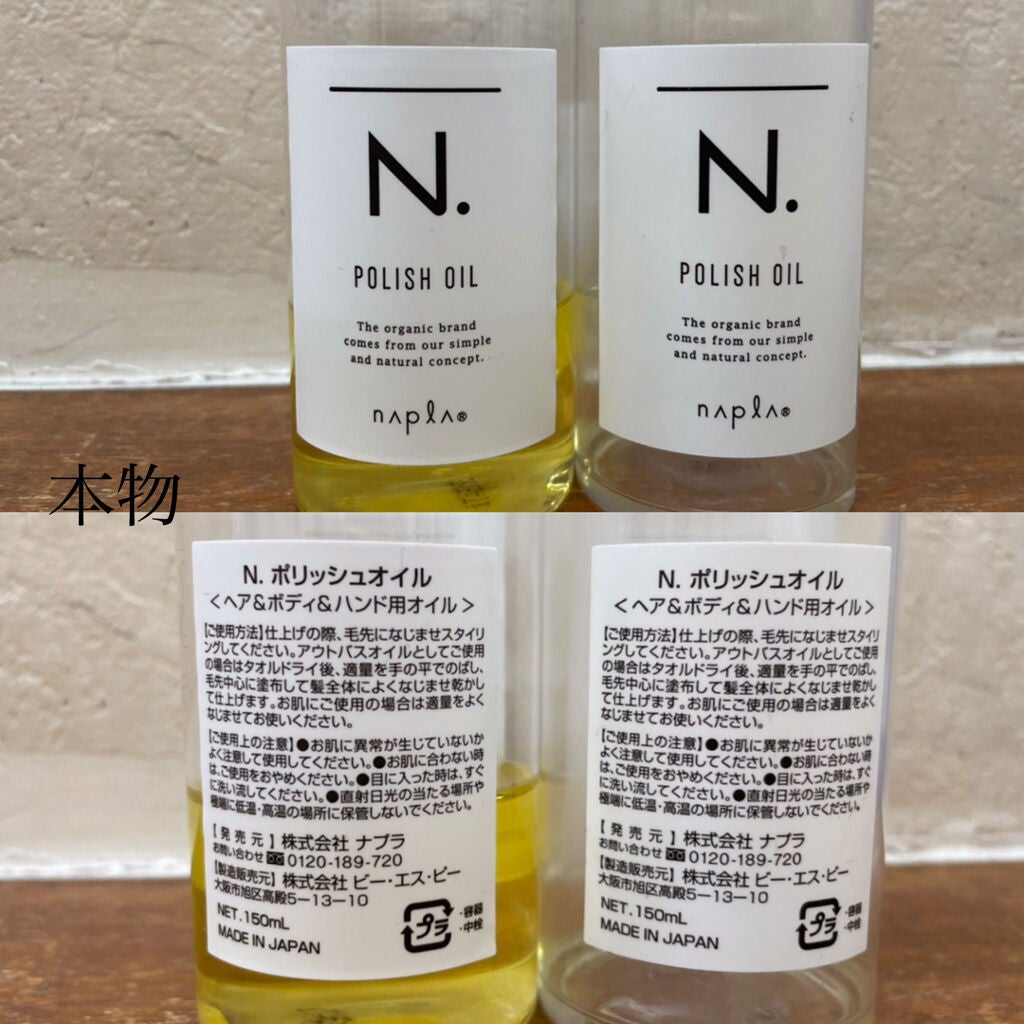 N.
POLISH OIL
The organic brand
comes from our simple
and natural concept.
napla®
N.
POLISH OIL
The organic brand
comes from our simple
and natural concept.
napla®
本物
N. ポリッシュオイル
<ヘア&ボディ&ハンド用オイル>
【ご使用方法】仕上げの際、毛先になじませスタイリ
ングしてください。アウトバスオイルとしてご使用
の場合はタオルドライ後、適量を手の平でのばし、
毛先中心に塗布して髪全体によくなじませ乾かし
て仕上げます。お肌にご使用の場合は適量をよく
なじませてお使いください。
【ご使用上の注意】●お肌に異常が生じていないか
よく注意して使用してください。●お肌に合わない時
は、ご使用をおやめください。●目に入った時は、すぐ
に洗い流してください。●直射日光の当たる場所や
極端に低温・高温の場所に保管しないでください。
【発売元】株式会社 ナプラ
お問い合わせ 0120-189-720
【製造販売元】株式会社 ビー・エス・ビー
大阪市旭区高殿5-13-10
NET.150mL
MADE IN JAPAN
プラ
・容器
・中栓
N. ポリッシュオイル
<ヘア&ボディ&ハンド用オイル>
【ご使用方法】仕上げの際、毛先になじませスタイリ
ングしてください。アウトバスオイルとしてご使用
の場合はタオルドライ後、適量を手の平でのばし、
毛先中心に塗布して髪全体によくなじませ乾かし
て仕上げます。お肌にご使用の場合は適量をよく
なじませてお使いください。
【ご使用上の注意】●お肌に異常が生じていないか
よく注意して使用してください。●お肌に合わない時
は、ご使用をおやめください。●目に入った時は、すぐ
に洗い流してください。●直射日光の当たる場所や
極端に低温・高温の場所に保管しないでください。
【発売元】株式会社 ナプラ
お問い合わせ 0120-189-720
【製造販売元】株式会社 ビー・エス・ビー
大阪市旭区高殿5-13-10
NET.150mL
MADE IN JAPAN
プラ
・容器
・中栓